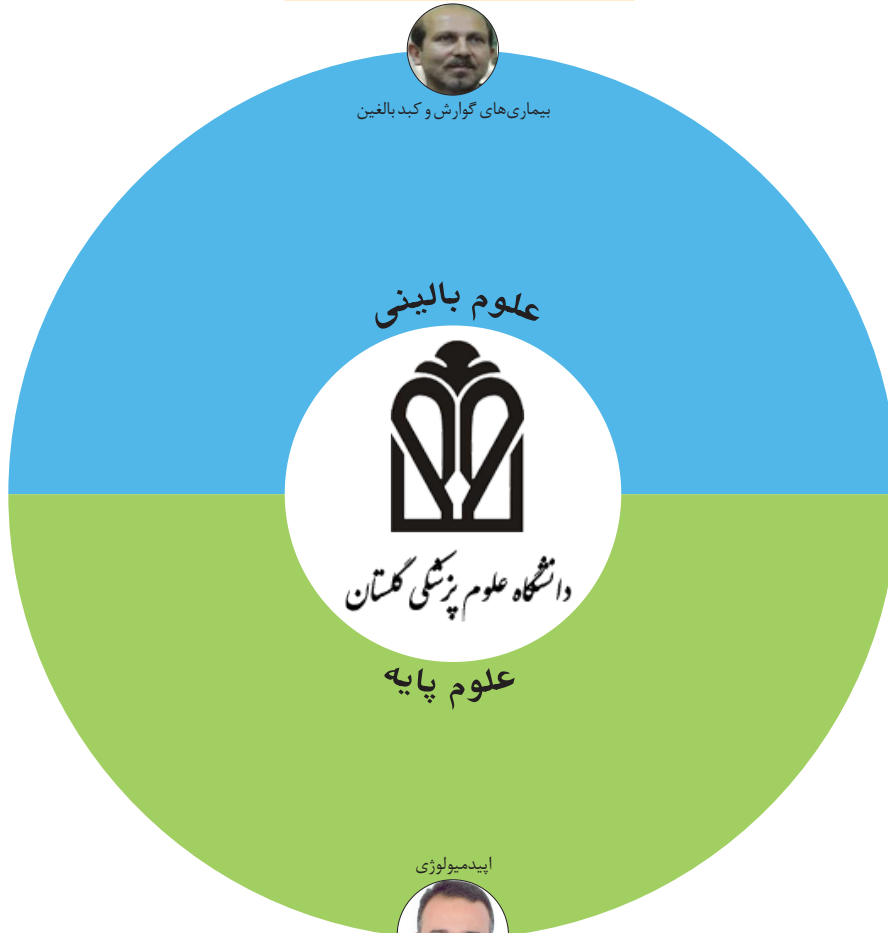 بیماری‌های گوارش و کبد بالغین
علوم بالینی
دانشگاه علوم پزشکی گلستان
علوم پایه
اپیدمیولوژی